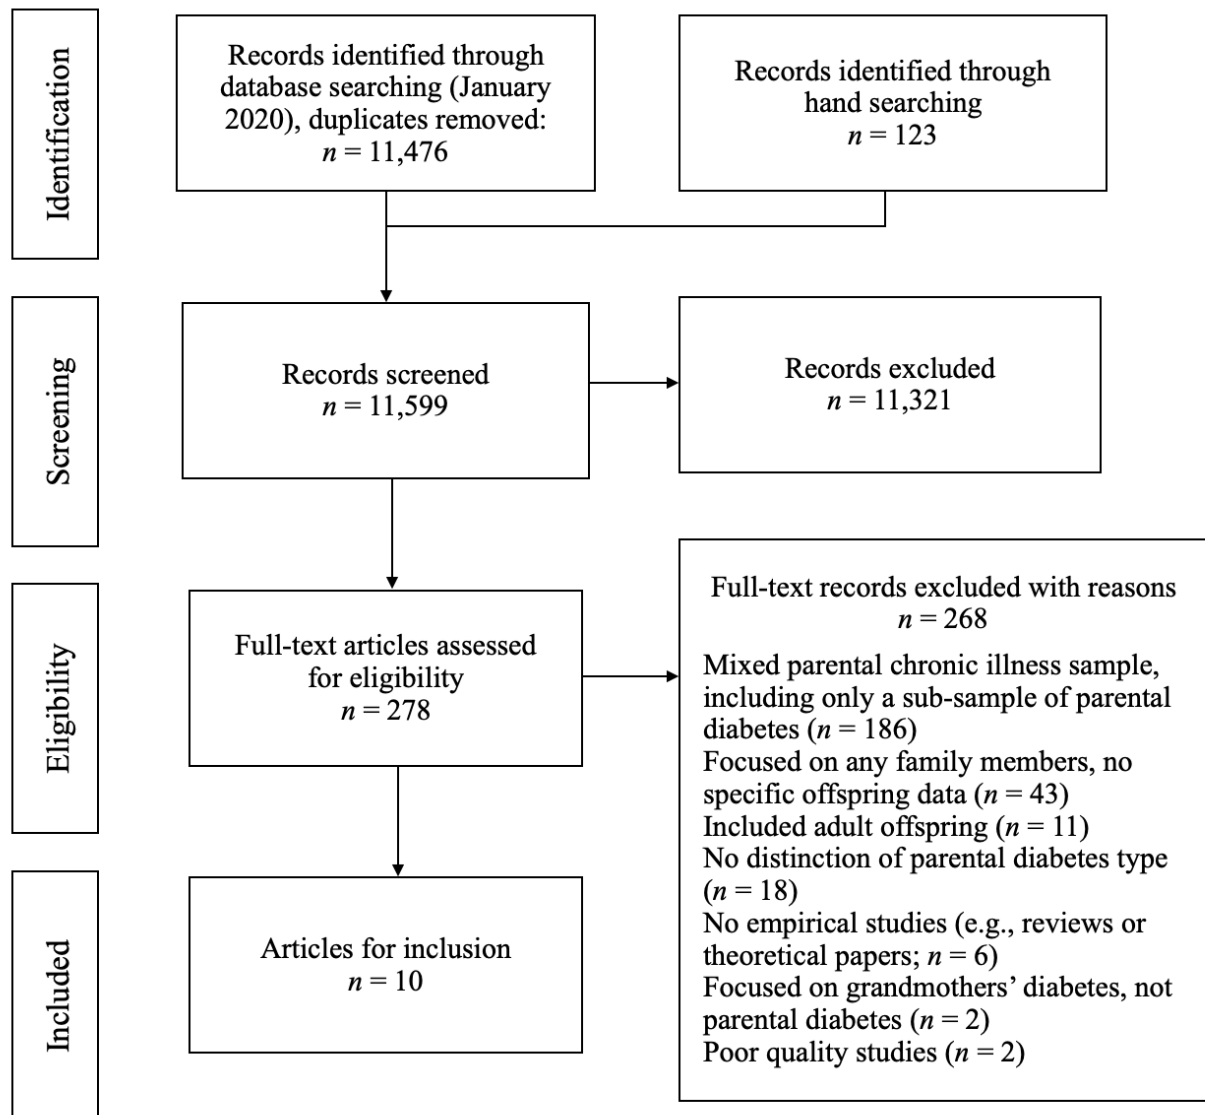 Identification
Records identified through
database searching (January
2020), duplicates removed:
n = 11,476
Records identified through
hand searching
n = 123
Screening
Records screened
n = 11,599
Records excluded
n = 11,321
Eligibility
Full-text articles assessed
for eligibility
n = 278
Full-text records excluded with reasons
n = 268
Mixed parental chronic illness sample,
including only a sub-sample of parental
diabetes (n = 186)
Focused on any family members, no
specific offspring data (n = 43)
Included adult offspring (n = 11)
No distinction of parental diabetes type
(n = 18)
No empirical studies (e.g., reviews or
theoretical papers; n = 6)
Focused on grandmothers’ diabetes, not
parental diabetes (n = 2)
Poor quality studies (n = 2)
Included
Articles for inclusion
n = 10